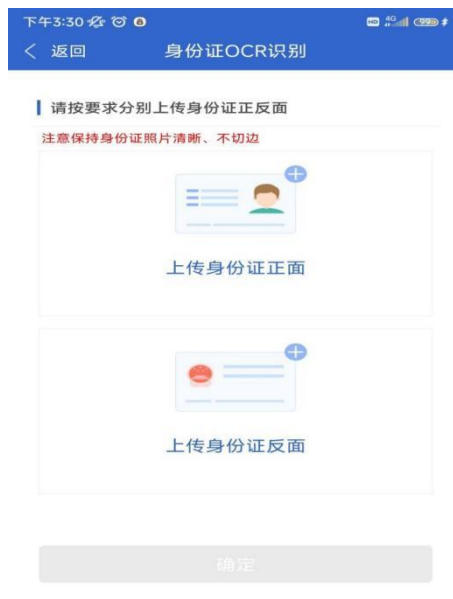 下午3:30
HD 4G 99
返回 身份证OCR识别
请按要求分别上传身份证正反面
注意保持身份证照片清晰、不切边
上传身份证正面
上传身份证反面
确定